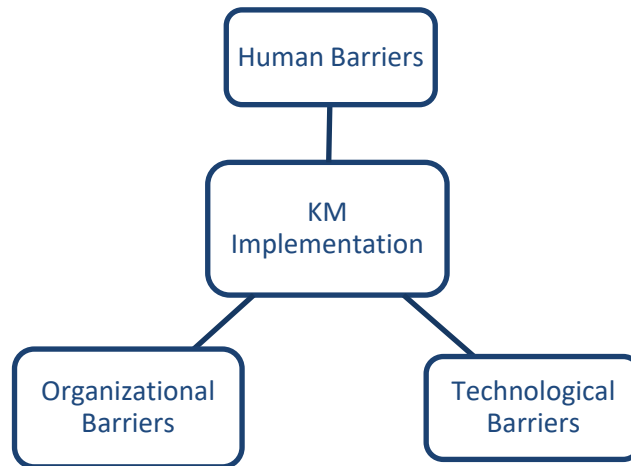 Human Barriers
KM
Implementation
Organizational
Barriers
Technological
Barriers